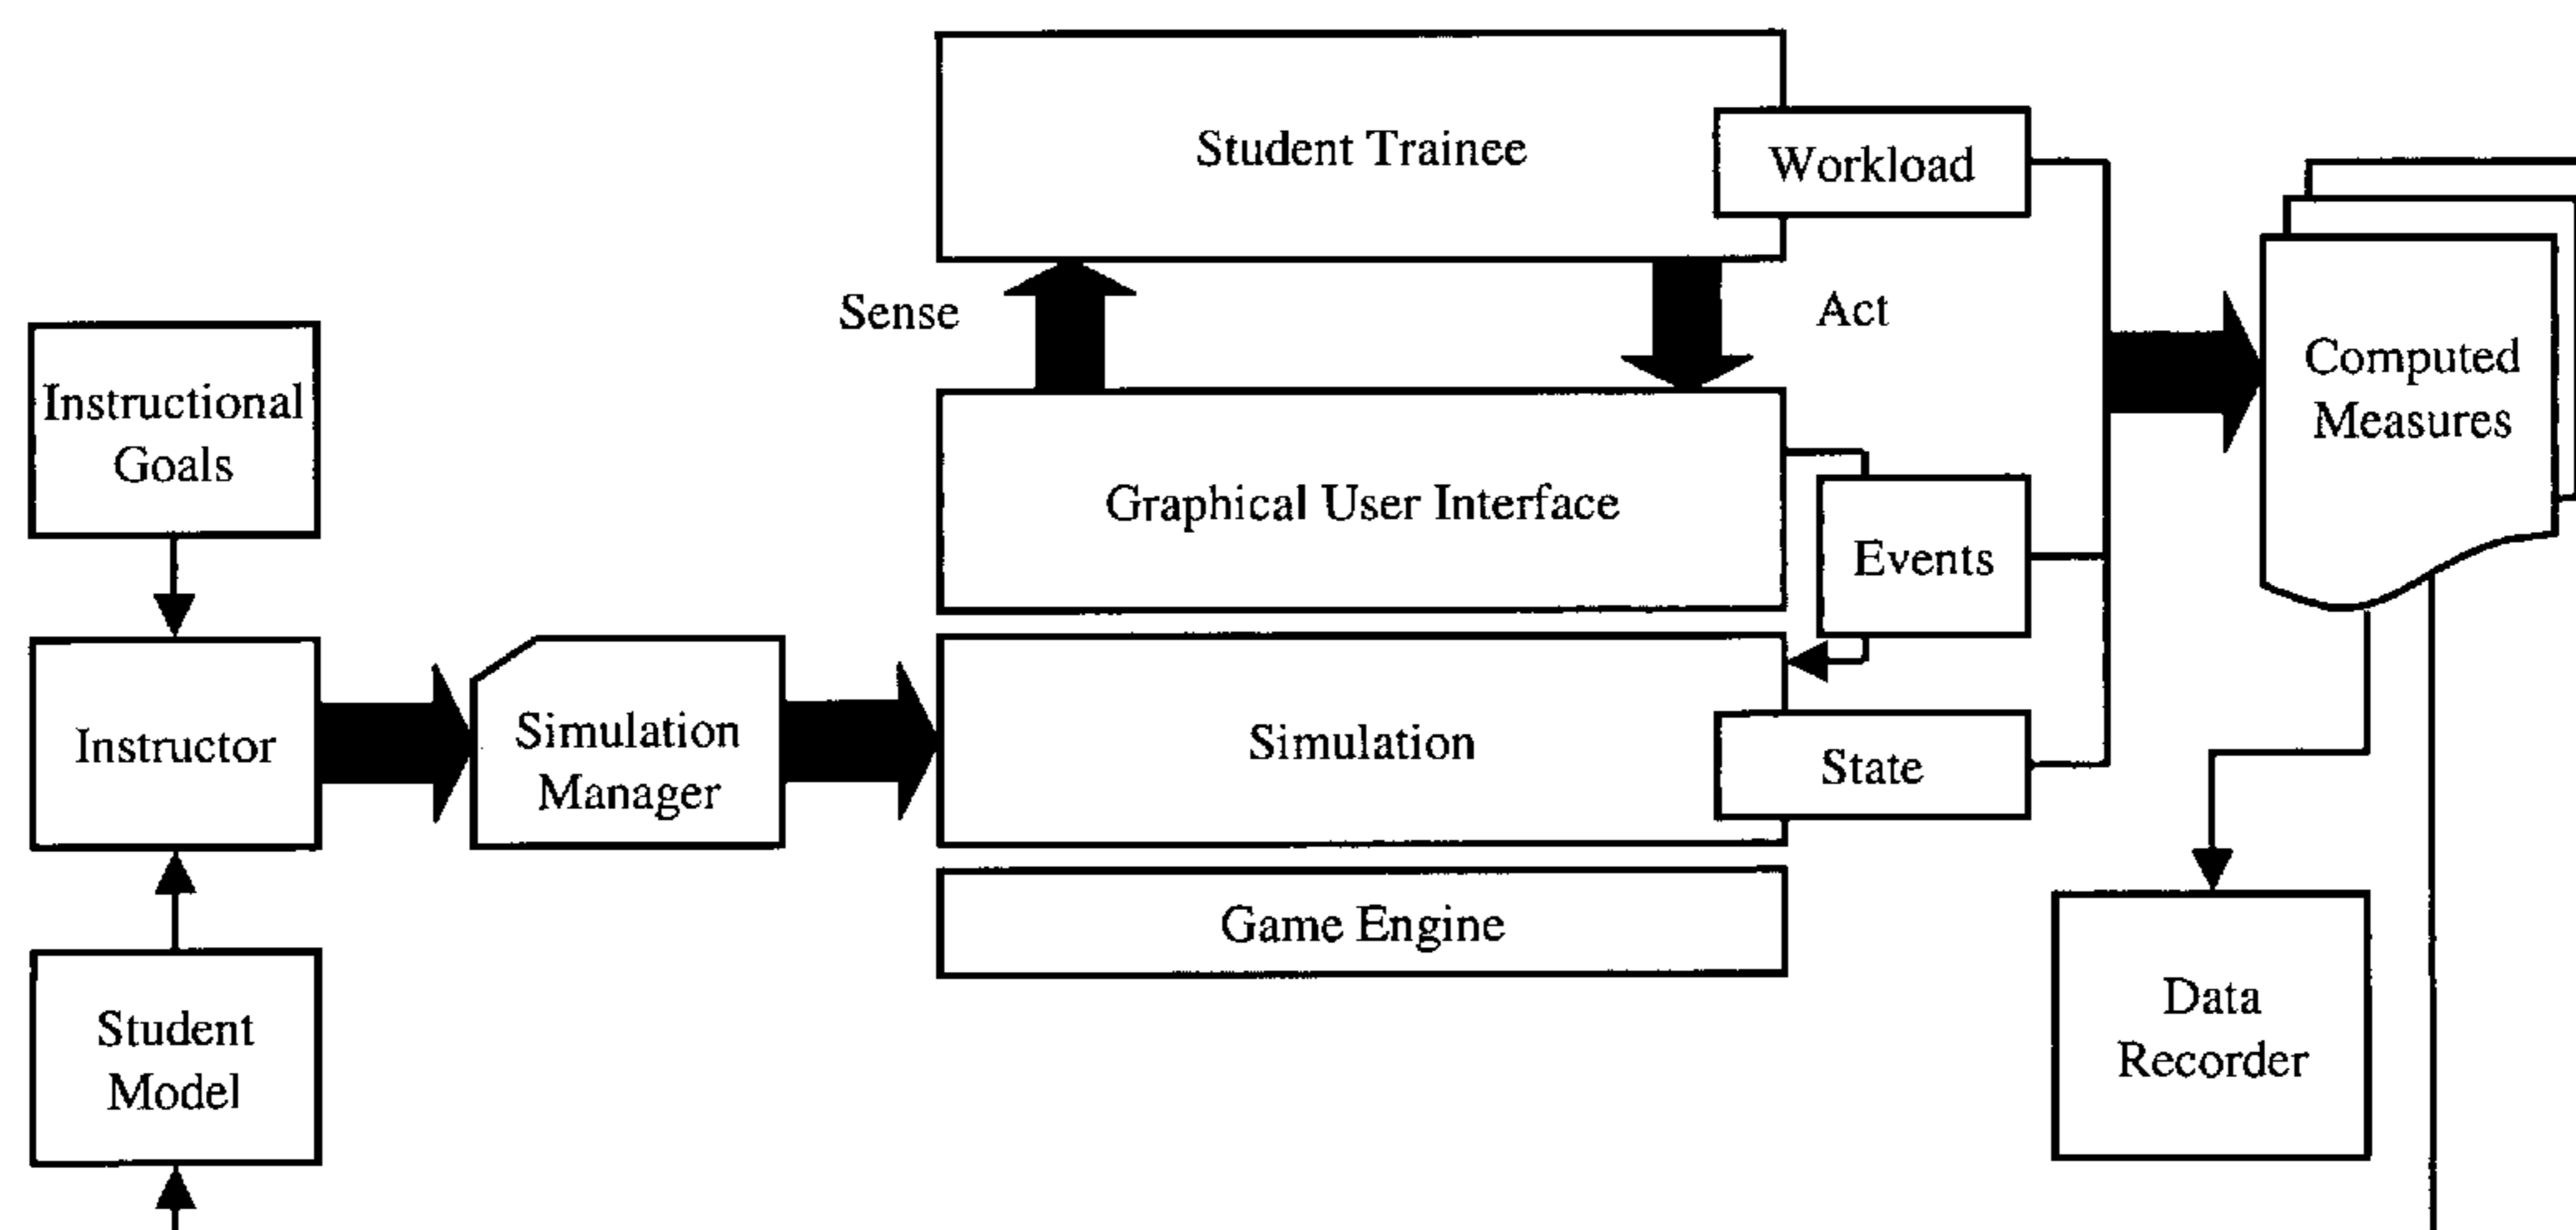 Student Trainee
Workload
Sense
Act
Instructional
Goals
Computed
Measures
Graphical User Interface
Events
Instructor
Simulation
Manager
Simulation
State
Game Engine
Student
Model
Data
Recorder